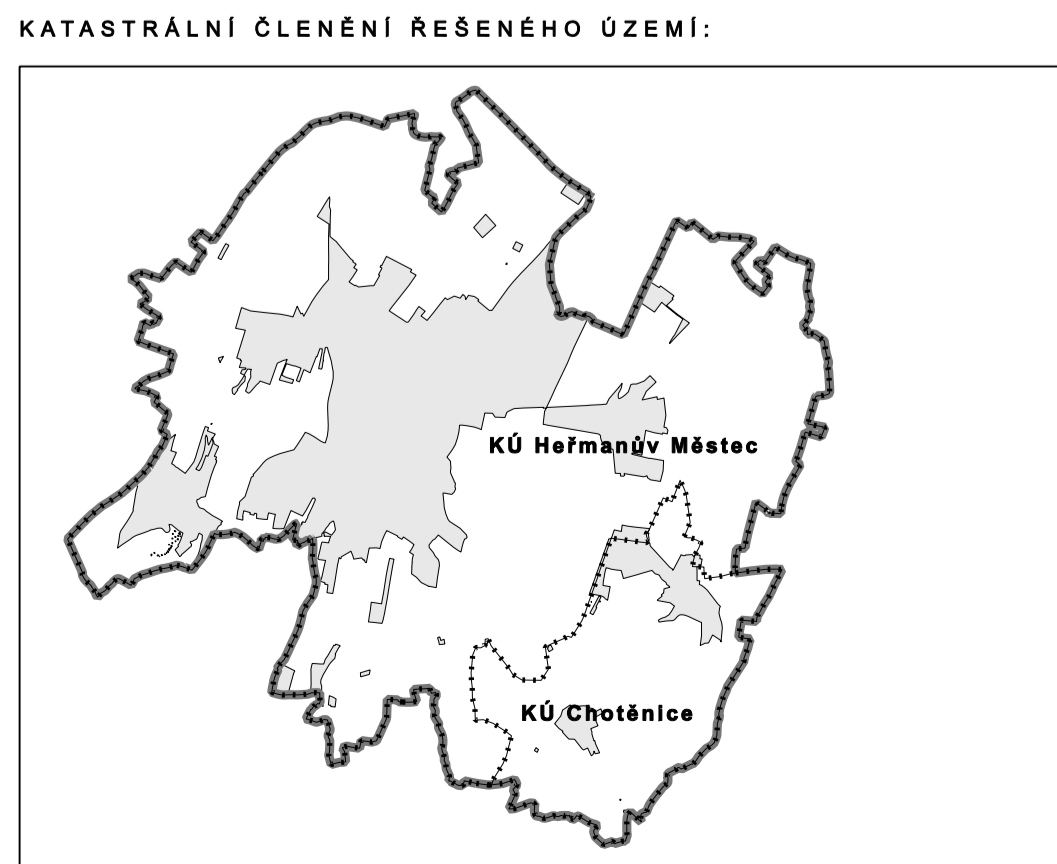 KATASTRÁLNÍ ČLENĚNÍ ŘEŠENÉHO ÚZEMÍ:
KÚ Heřmanův Městec
KÚ Chotěnice